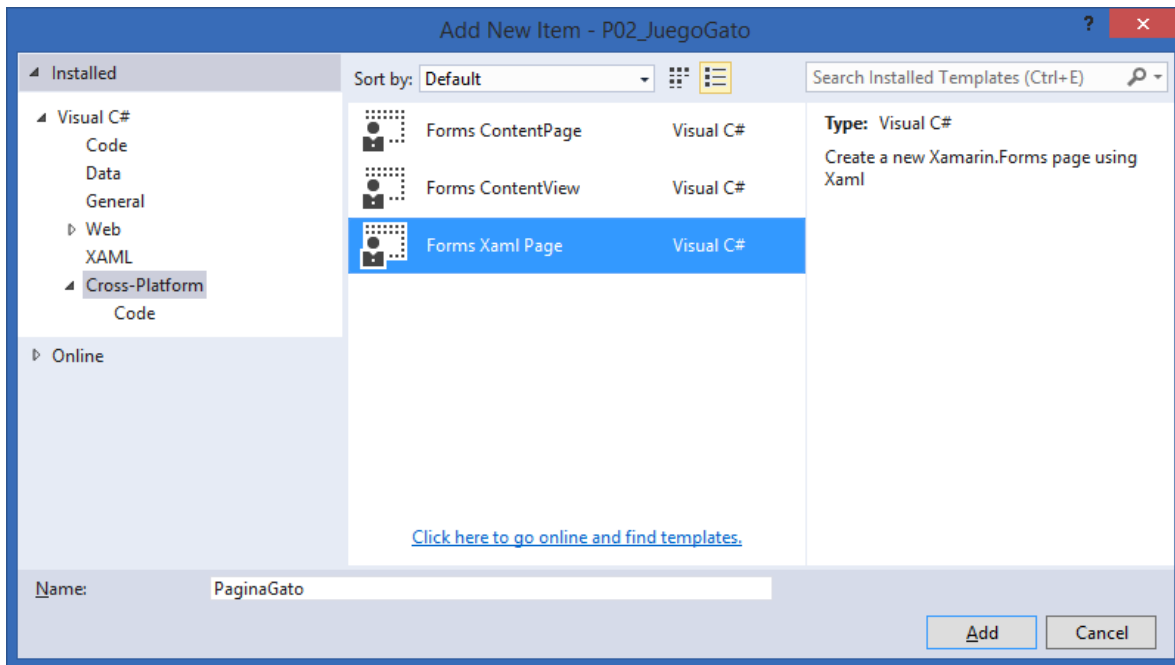 Add New Item - P02_JuegoGato
? ×
Installed
Sort by: Default
Search Installed Templates (Ctrl+E)
Visual C#
Code
Data
General
Web
XAML
Cross-Platform
Code
Online
Forms ContentPage Visual C#
Forms ContentView Visual C#
Forms Xaml Page Visual C#
Click here to go online and find templates.
Type: Visual C#
Create a new Xamarin.Forms page using
Xaml
Name: PaginaGato
Add Cancel